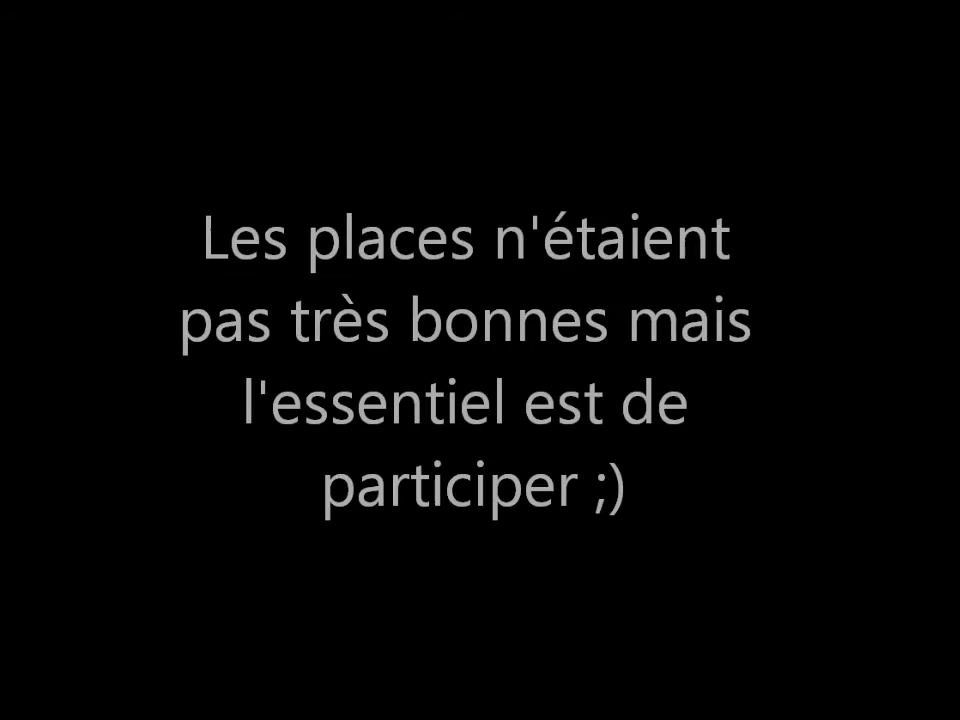 Les places n'étaient
pas très bonnes mais
l'essentiel est de
participer ;)